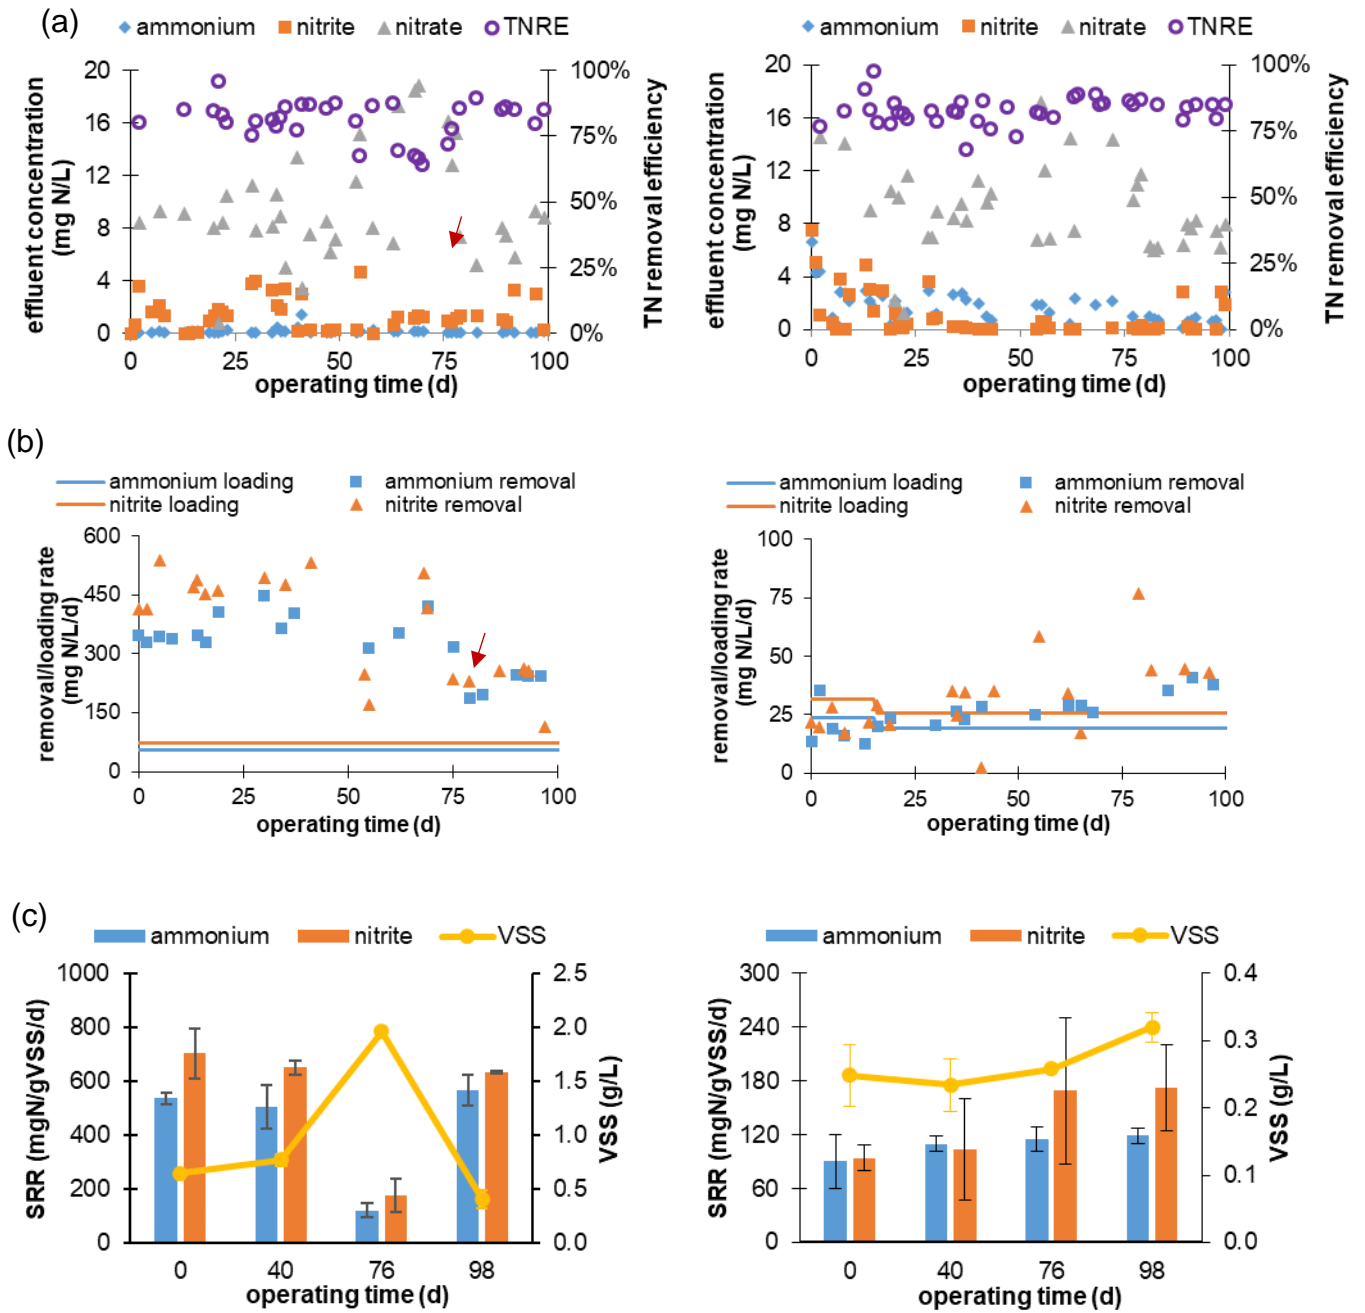 (a)
ammonium nitrite nitrate TNRE
20
16
12
8
4
0
100%
75%
50%
25%
0%
0 25 50 75 100
effluent concentration
(mg N/L)
TN removal efficiency
operating time (d)
ammonium nitrite nitrate TNRE
20
16
12
8
4
0
100%
75%
50%
25%
0%
0 25 50 75 100
effluent concentration
(mg N/L)
TN removal efficiency
operating time (d)
(b)
ammonium loading ammonium removal
nitrite loading nitrite removal
600
450
300
150
0
0 25 50 75 100
removal/loading rate
(mg N/L/d)
operating time (d)
ammonium loading ammonium removal
nitrite loading nitrite removal
100
75
50
25
0
0 25 50 75 100
removal/loading rate
(mg N/L/d)
operating time (d)
(c)
ammonium nitrite VSS
1000
800
600
400
200
0
2.5
2.0
1.5
1.0
0.5
0.0
0 40 76 98
SRR (mgN/gVSS/d)
VSS (g/L)
operating time (d)
ammonium nitrite VSS
300
240
180
120
60
0
0.4
0.3
0.2
0.1
0.0
0 40 76 98
SRR (mgN/gVSS/d)
VSS (g/L)
operating time (d)